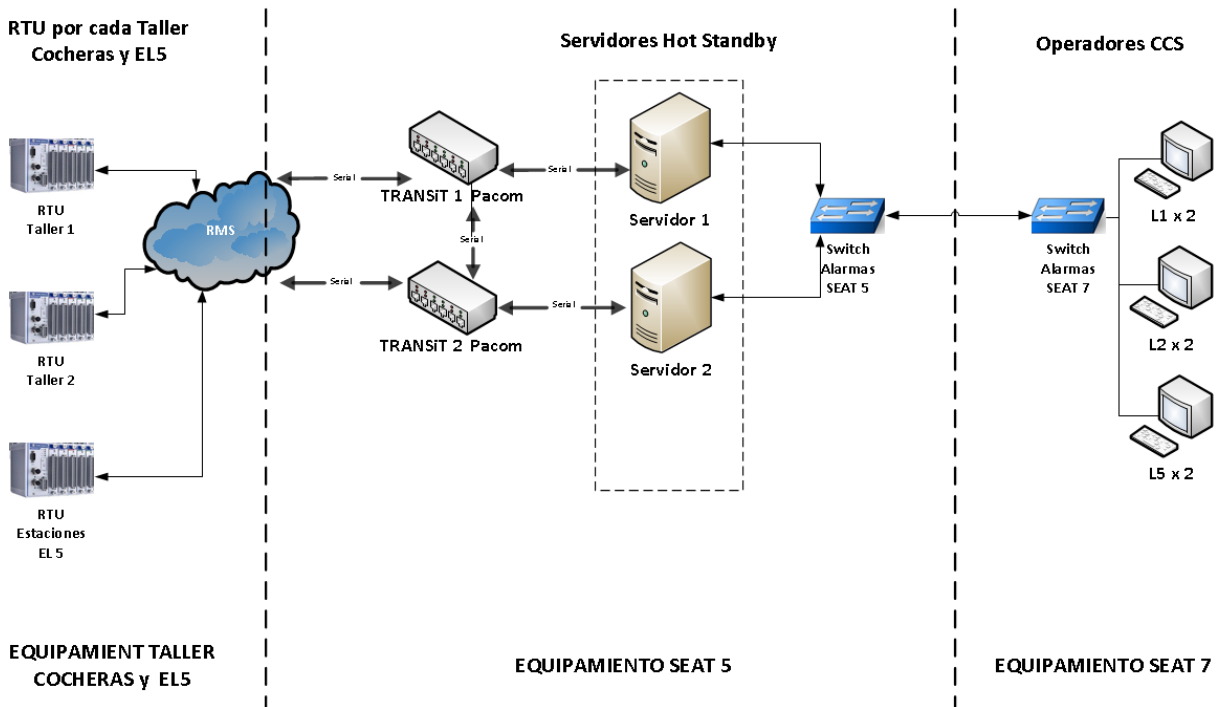 RTU por cada Taller
Cocheras y EL5
Servidores Hot Standby
Operadores CCS
RTU
Taller 1
RMS
Serial
TRANSiT 1 Pacom
Serial
Servidor 1
Serial
Switch
Alarmas
SEAT 5
Switch
Alarmas
SEAT 7
L1 x 2
RTU
Taller 2
Serial
TRANSiT 2 Pacom
Serial
Servidor 2
L2 x 2
RTU
Estaciones
EL 5
L5 x 2
EQUIPAMIENT TALLER
COCHERAS y EL5
EQUIPAMIENTO SEAT 5
EQUIPAMIENTO SEAT 7